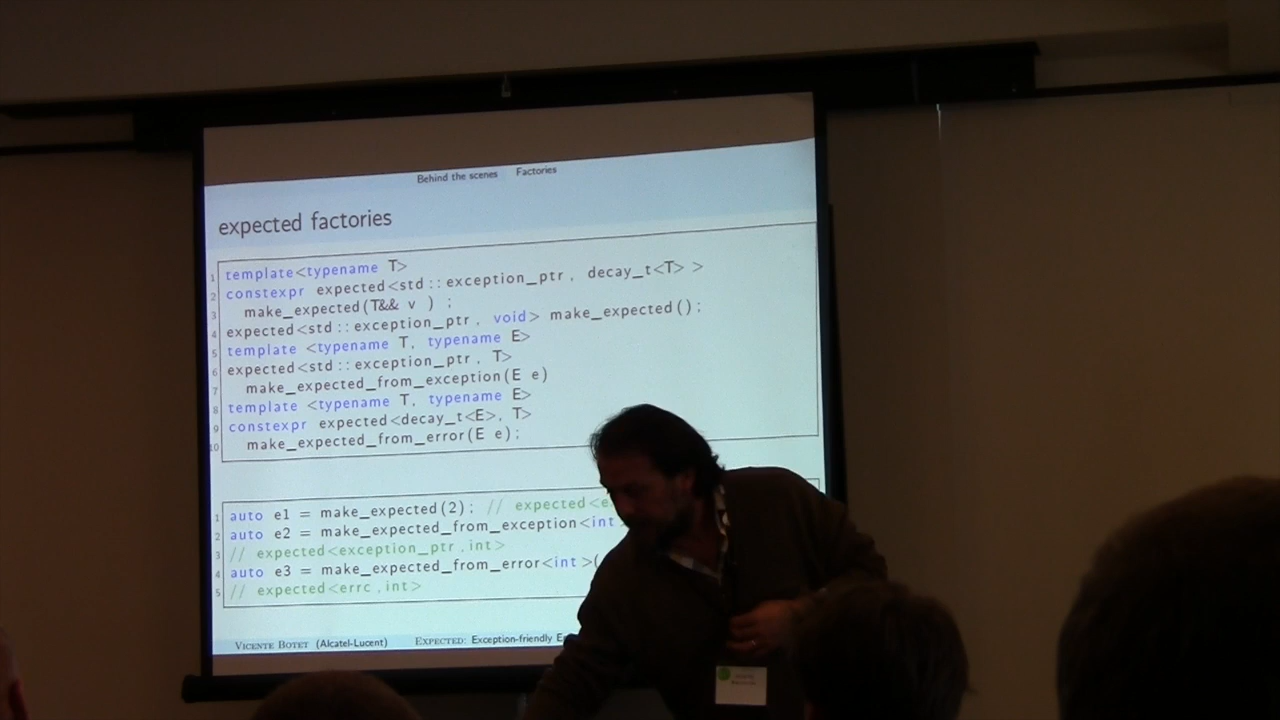 Behind the scenes Factories
expected factories
1 template<typename T>
2 constexpr expected<std::exception_ptr, decay_t<T> >
3 make_expected(T&& v ) ;
4 expected<std::exception_ptr, void> make_expected();
5 template <typename T, typename E>
6 expected<std::exception_ptr, T>
7 make_expected_from_exception(E e)
8 template <typename T, typename E>
9 constexpr expected<decay_t<E>, T>
10 make_expected_from_error(E e);
1 auto e1 = make_expected(2); // expected<e
2 auto e2 = make_expected_from_exception<int
3 // expected<exception_ptr,int>
4 auto e3 = make_expected_from_error<int>(
5 // expected<errc,int>
VICENTE BOTET (Alcatel-Lucent) EXPECTED: Exception-friendly E